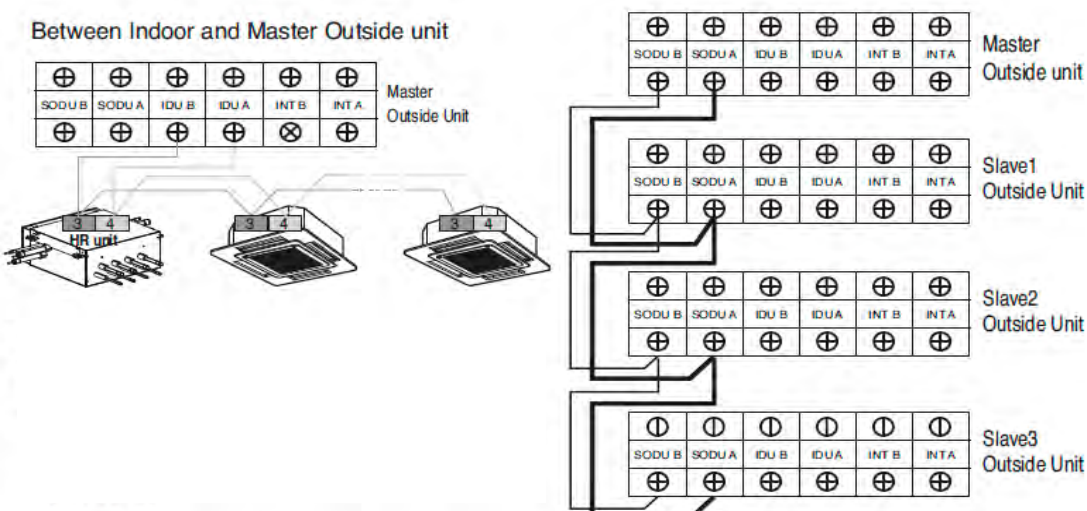 Between Indoor and Master Outside unit
SODU B SODU A IDU B IDU A INT B INT A
Master
Outside Unit
3 4
HR unit
3 4
3 4
SODU B SODU A IDU B IDU A INT B INT A
Master
Outside unit
SODU B SODU A IDU B IDU A INT B INT A
Slave1
Outside Unit
SODU B SODU A IDU B IDU A INT B INT A
Slave2
Outside Unit
SODU B SODU A IDU B IDU A INT B INT A
Slave3
Outside Unit